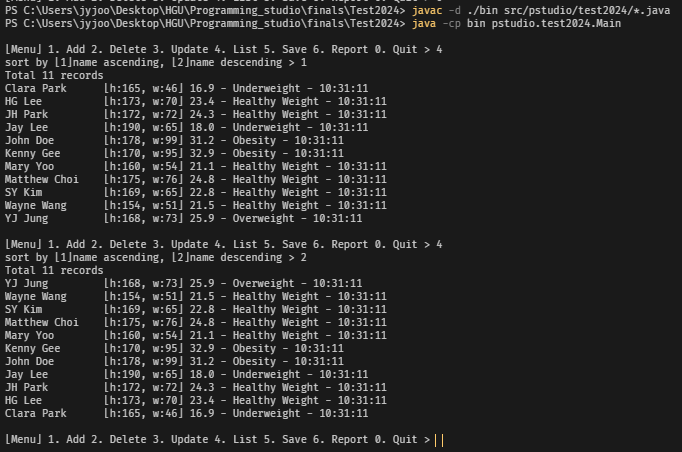 PS C:\Users\jyjoo\Desktop\HGU\Programming_studio\finals\Test2024> javac -d ./bin src/pstudio/test2024/*.java
PS C:\Users\jyjoo\Desktop\HGU\Programming_studio\finals\Test2024> java -cp bin pstudio.test2024.Main
[Menu] 1. Add 2. Delete 3. Update 4. List 5. Save 6. Report 0. Quit > 4
sort by [1]name ascending, [2]name descending > 1
Total 11 records
Clara Park [h:165, w:46] 16.9 - Underweight - 10:31:11
HG Lee [h:173, w:70] 23.4 - Healthy Weight - 10:31:11
JH Park [h:172, w:72] 24.3 - Healthy Weight - 10:31:11
Jay Lee [h:190, w:65] 18.0 - Underweight - 10:31:11
John Doe [h:178, w:99] 31.2 - Obesity - 10:31:11
Kenny Gee [h:170, w:95] 32.9 - Obesity - 10:31:11
Mary Yoo [h:160, w:54] 21.1 - Healthy Weight - 10:31:11
Matthew Choi [h:175, w:76] 24.8 - Healthy Weight - 10:31:11
SY Kim [h:169, w:65] 22.8 - Healthy Weight - 10:31:11
Wayne Wang [h:154, w:51] 21.5 - Healthy Weight - 10:31:11
YJ Jung [h:168, w:73] 25.9 - Overweight - 10:31:11
[Menu] 1. Add 2. Delete 3. Update 4. List 5. Save 6. Report 0. Quit > 4
sort by [1]name ascending, [2]name descending > 2
Total 11 records
YJ Jung [h:168, w:73] 25.9 - Overweight - 10:31:11
Wayne Wang [h:154, w:51] 21.5 - Healthy Weight - 10:31:11
SY Kim [h:169, w:65] 22.8 - Healthy Weight - 10:31:11
Matthew Choi [h:175, w:76] 24.8 - Healthy Weight - 10:31:11
Mary Yoo [h:160, w:54] 21.1 - Healthy Weight - 10:31:11
Kenny Gee [h:170, w:95] 32.9 - Obesity - 10:31:11
John Doe [h:178, w:99] 31.2 - Obesity - 10:31:11
Jay Lee [h:190, w:65] 18.0 - Underweight - 10:31:11
JH Park [h:172, w:72] 24.3 - Healthy Weight - 10:31:11
HG Lee [h:173, w:70] 23.4 - Healthy Weight - 10:31:11
Clara Park [h:165, w:46] 16.9 - Underweight - 10:31:11
[Menu] 1. Add 2. Delete 3. Update 4. List 5. Save 6. Report 0. Quit >